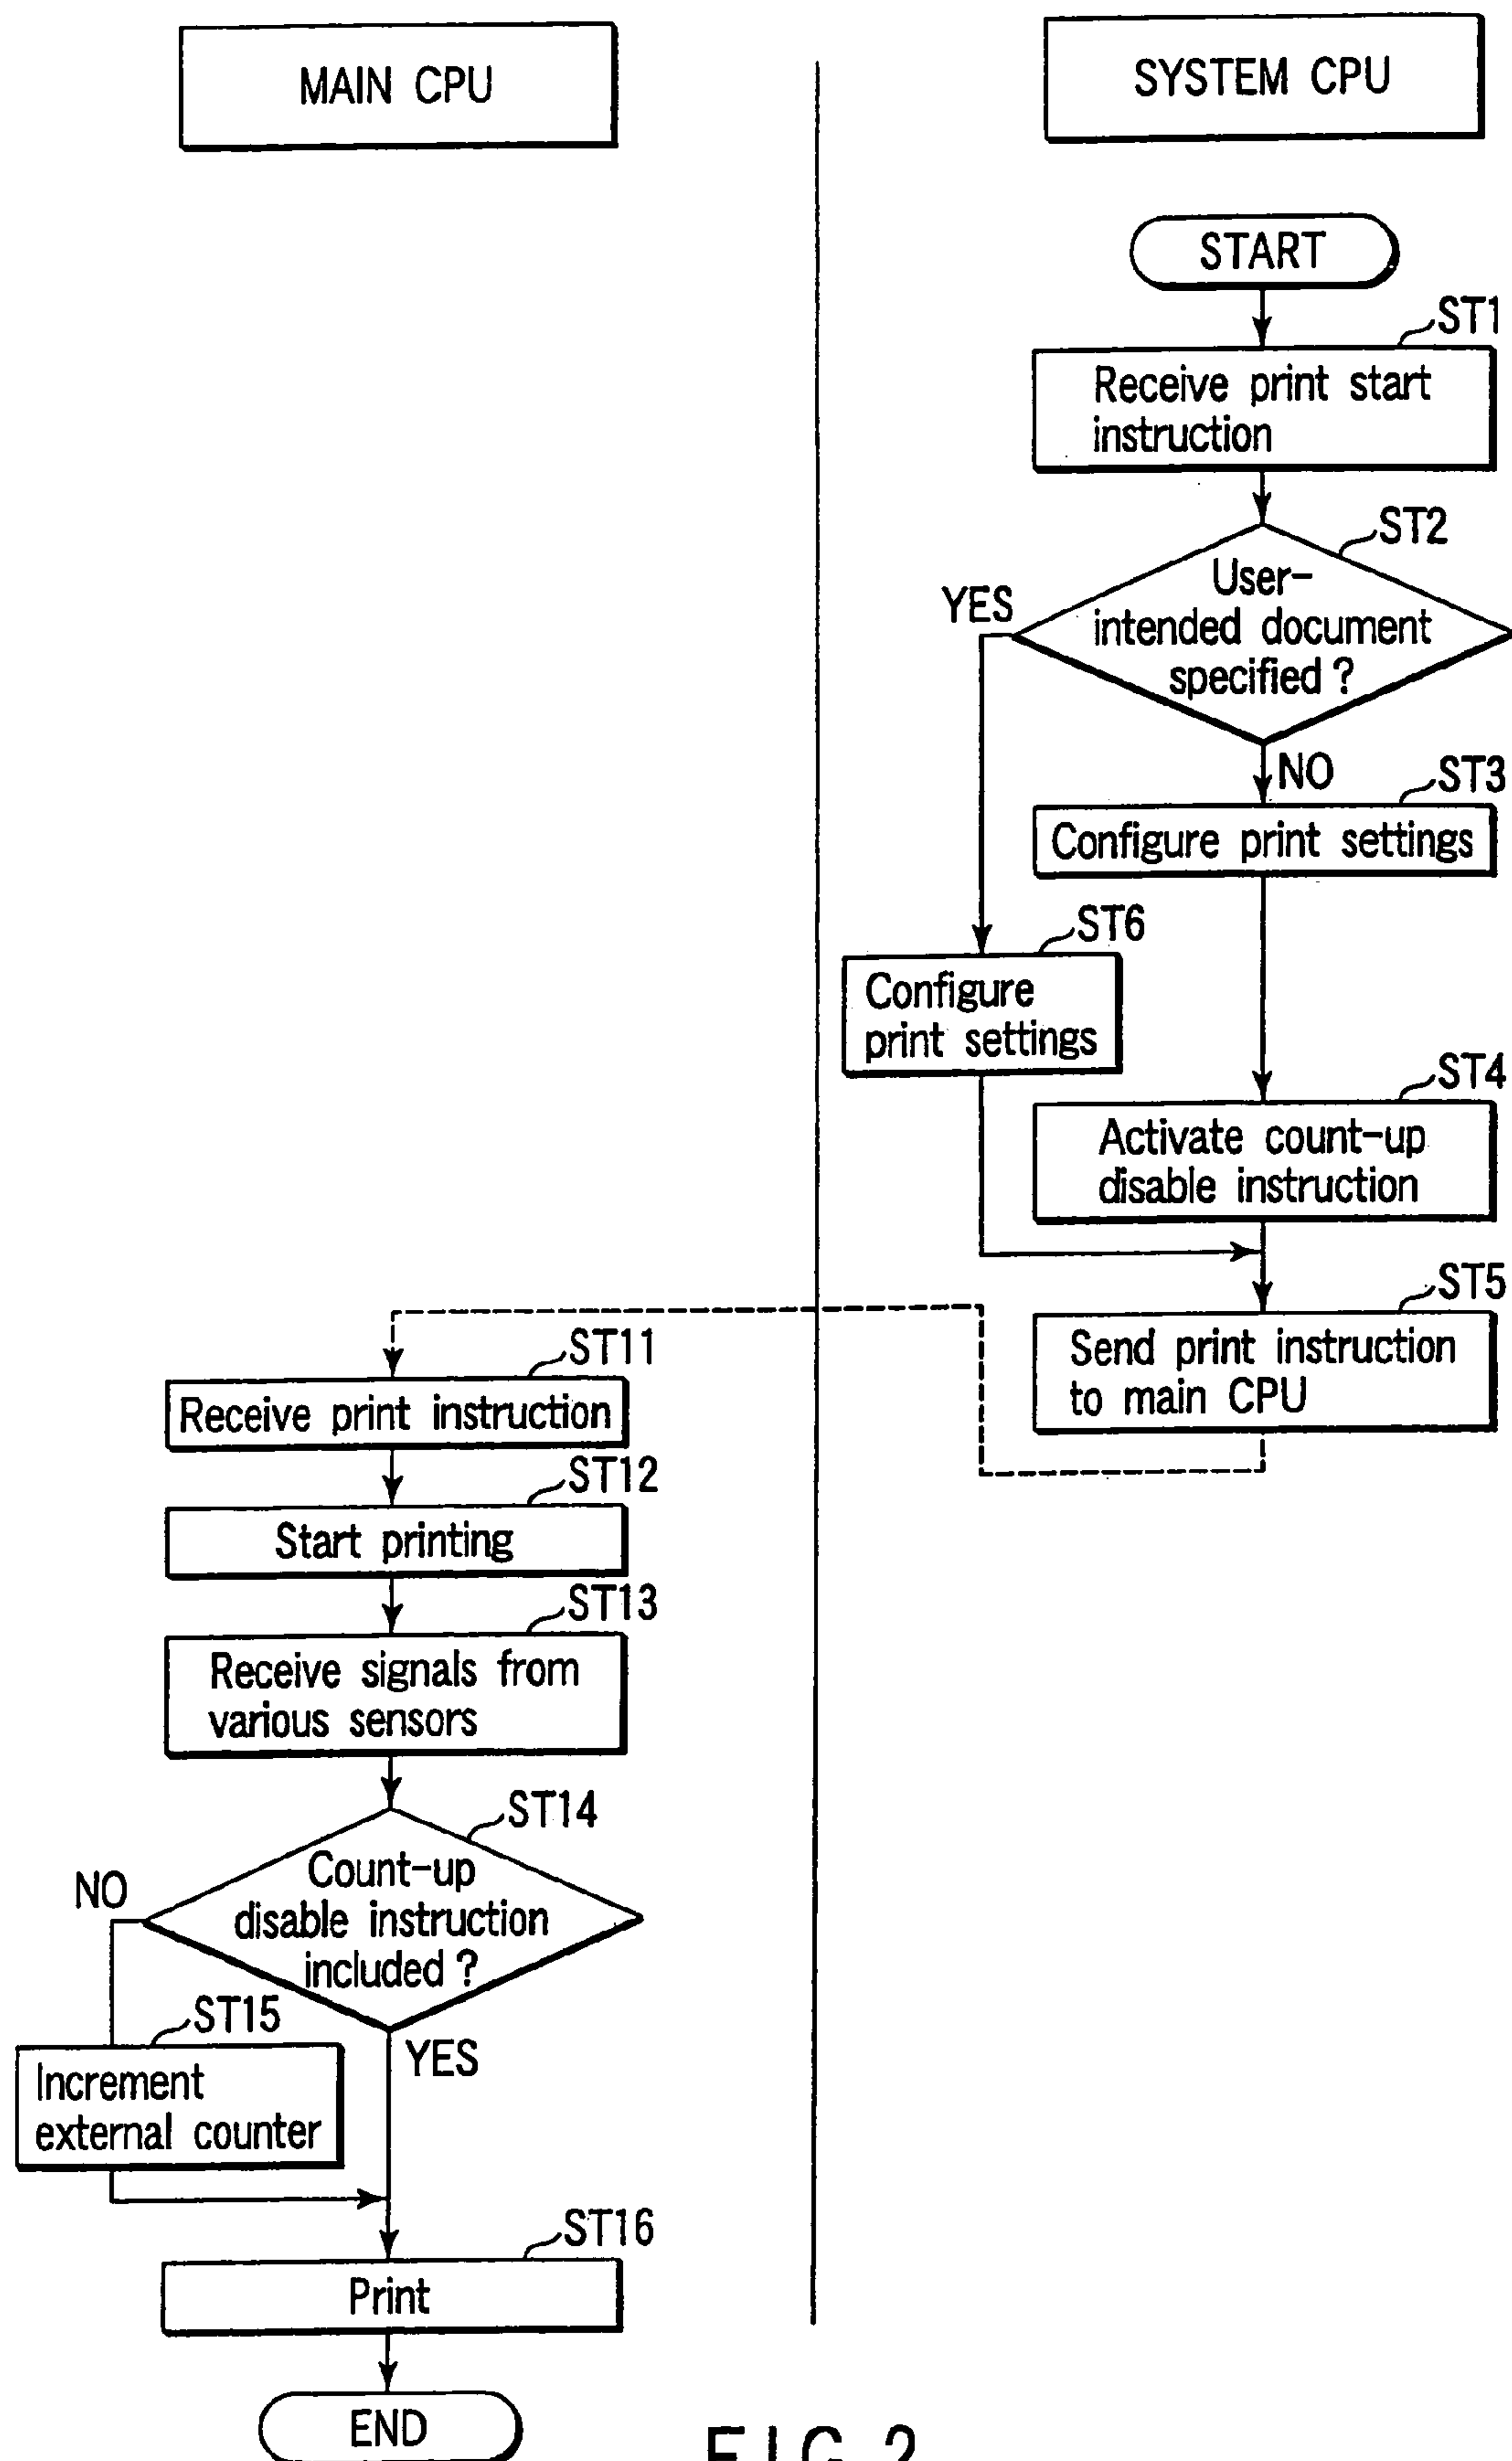 MAIN CPU
SYSTEM CPU
START
ST1
Receive print start
instruction
ST2
User-
intended document
specified?
YES
NO
ST3
Configure print settings
ST6
Configure
print settings
ST4
Activate count-up
disable instruction
ST5
Send print instruction
to main CPU
ST11
Receive print instruction
ST12
Start printing
ST13
Receive signals from
various sensors
ST14
Count-up
disable instruction
included?
NO
YES
ST15
Increment
external counter
ST16
Print
END
FIG. 2